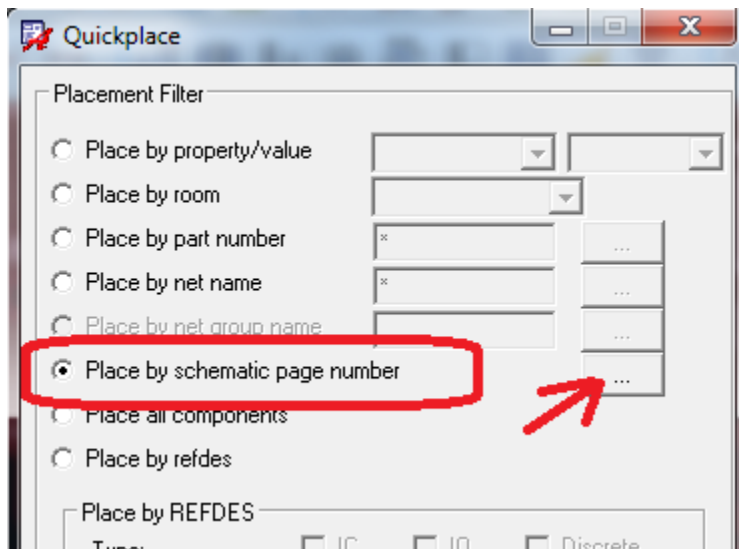 Quickplace
Placement Filter
Place by property/value
Place by room
Place by part number * ...
Place by net name * ...
Place by net group name ...
Place by schematic page number ...
Place all components
Place by refdes
Place by REFDES
Type: IC IO Discrete